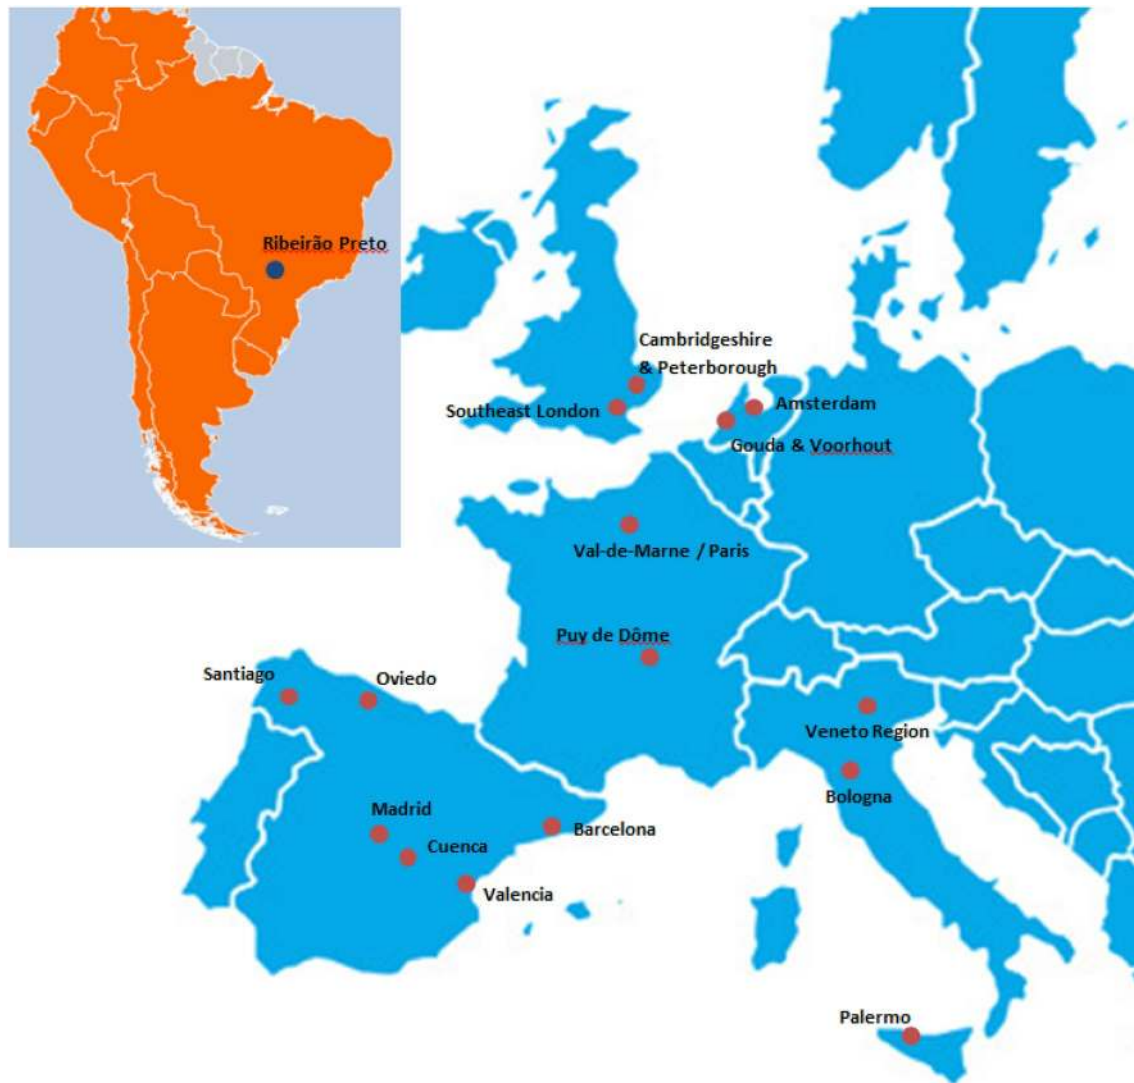 Ribeirão Preto
Cambridgeshire
& Peterborough
Southeast London
Amsterdam
Gouda & Voorhout
Val-de-Marne / Paris
Puy de Dôme
Santiago
Oviedo
Veneto Region
Bologna
Madrid
Barcelona
Cuenca
Valencia
Palermo